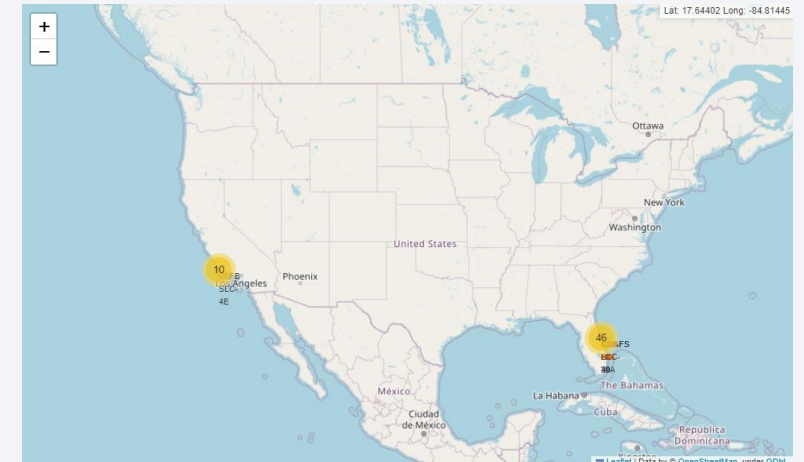 +
−
Lat: 17.64402 Long: -84.81445
Ottawa
New York
Washington
United States
10
Phoenix
Angeles
SLC-
4E
46
AFS
The Bahamas
La Habana
México
Cuba
Ciudad
de México
República
Dominicana
Leaflet | Data by © OpenStreetMap, under ODbL